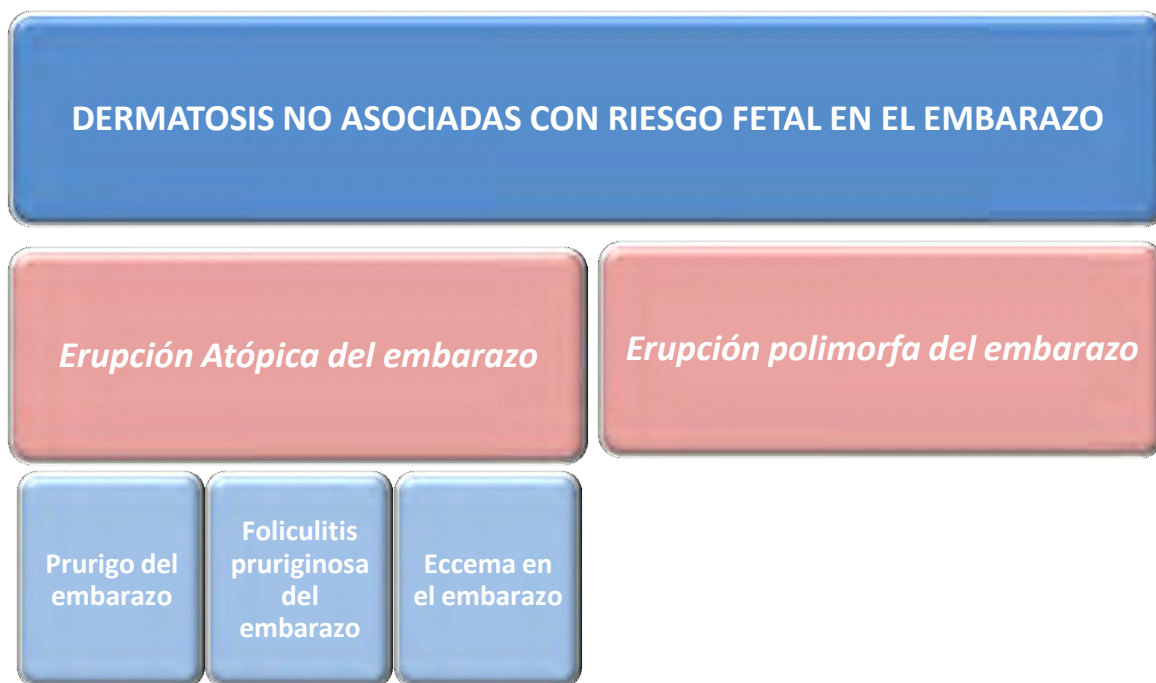 DERMATOSIS NO ASOCIADAS CON RIESGO FETAL EN EL EMBARAZO
Erupción Atópica del embarazo
Erupción polimorfa del embarazo
Prurigo del
embarazo
Foliculitis
pruriginosa
del
embarazo
Eccema en
el embarazo